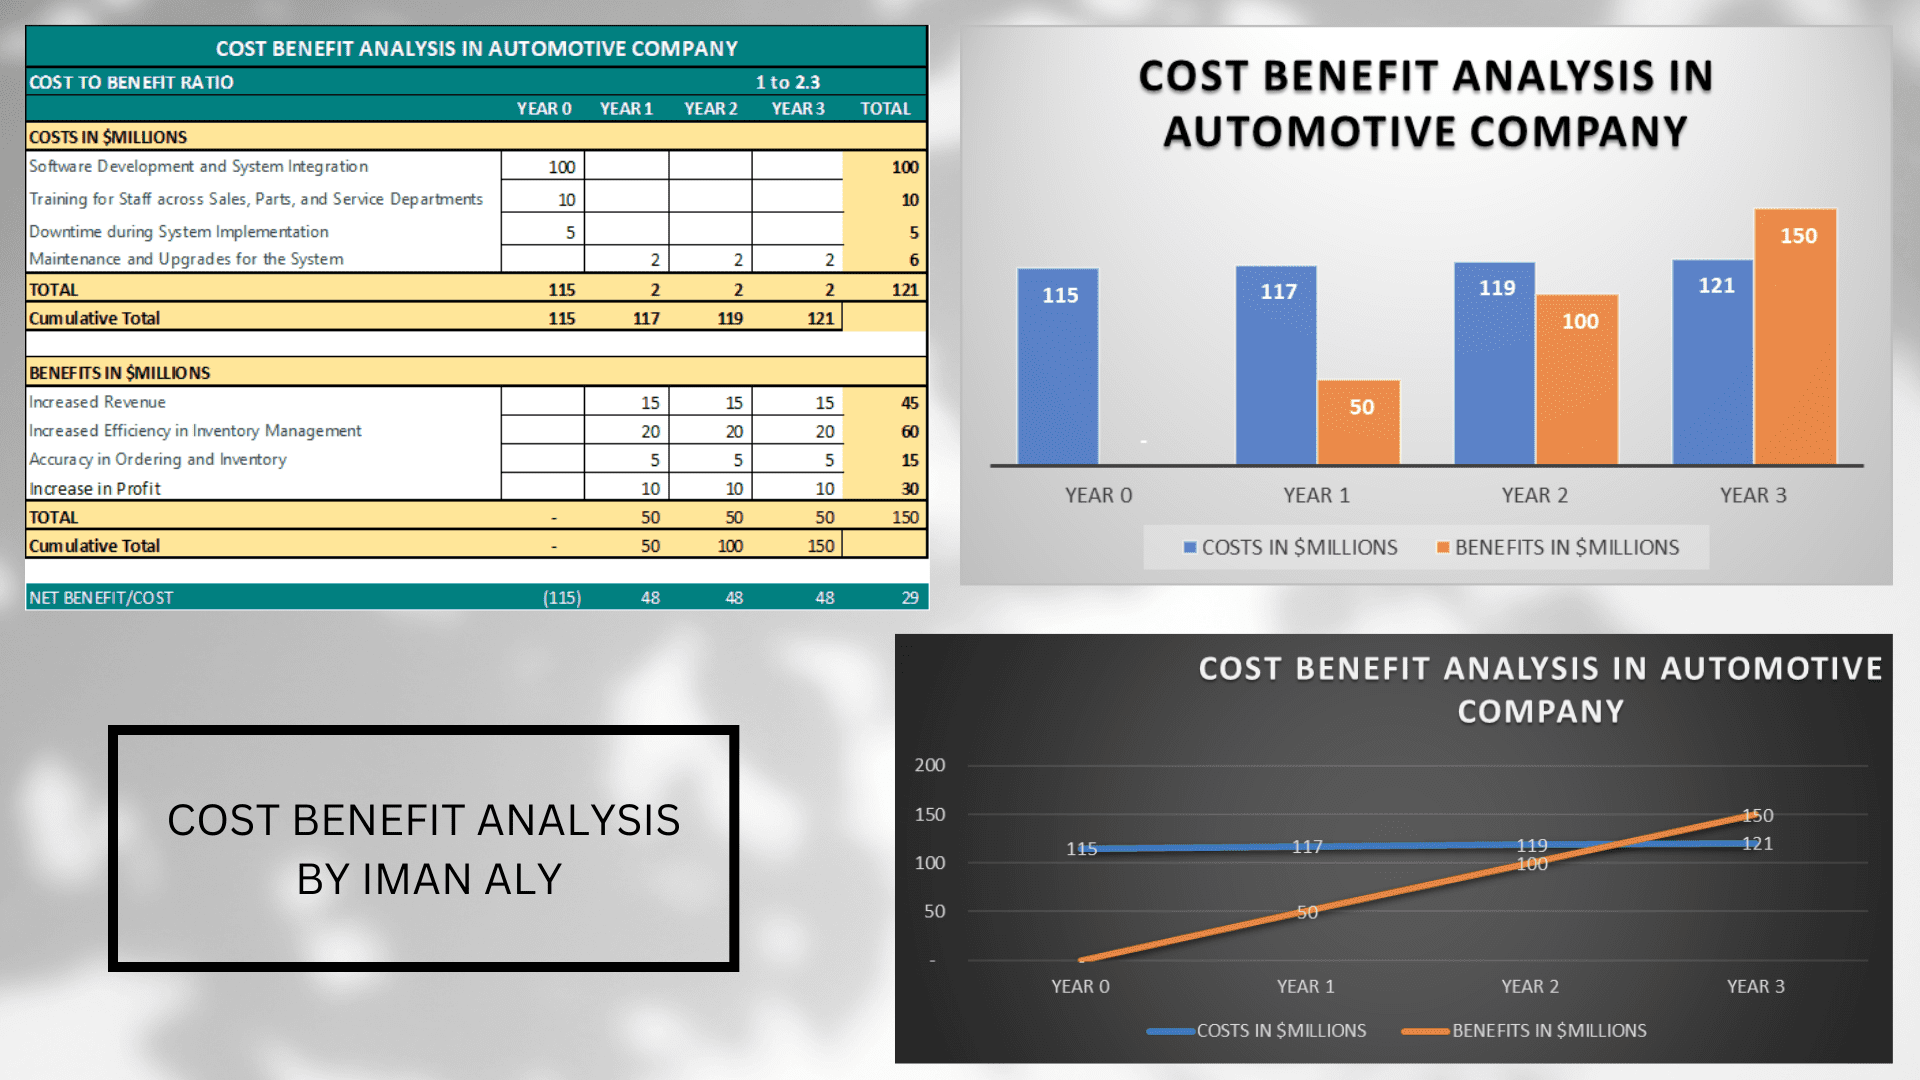 COST BENEFIT ANALYSIS IN AUTOMOTIVE COMPANY
COST TO BENEFIT RATIO 1 to 2.3
YEAR 0 YEAR 1 YEAR 2 YEAR 3 TOTAL
COSTS IN $MILLIONS
Software Development and System Integration 100 100
Training for Staff across Sales, Parts, and Service Departments 10 10
Downtime during System Implementation 5 5
Maintenance and Upgrades for the System 2 2 2 6
TOTAL 115 2 2 2 121
Cumulative Total 115 117 119 121
BENEFITS IN $MILLIONS
Increased Revenue 15 15 15 45
Increased Efficiency in Inventory Management 20 20 20 60
Accuracy in Ordering and Inventory 5 5 5 15
Increase in Profit 10 10 10 30
TOTAL - 50 50 50 150
Cumulative Total - 50 100 150
NET BENEFIT/COST (115) 48 48 48 29
COST BENEFIT ANALYSIS IN
AUTOMOTIVE COMPANY
115 - 117 50 119 100 121 150
YEAR 0 YEAR 1 YEAR 2 YEAR 3
COSTS IN $MILLIONS BENEFITS IN $MILLIONS
COST BENEFIT ANALYSIS
BY IMAN ALY
COST BENEFIT ANALYSIS IN AUTOMOTIVE
COMPANY
200
150 150
115 117 119 121
100 100
50 50
- -
YEAR 0 YEAR 1 YEAR 2 YEAR 3
COSTS IN $MILLIONS BENEFITS IN $MILLIONS